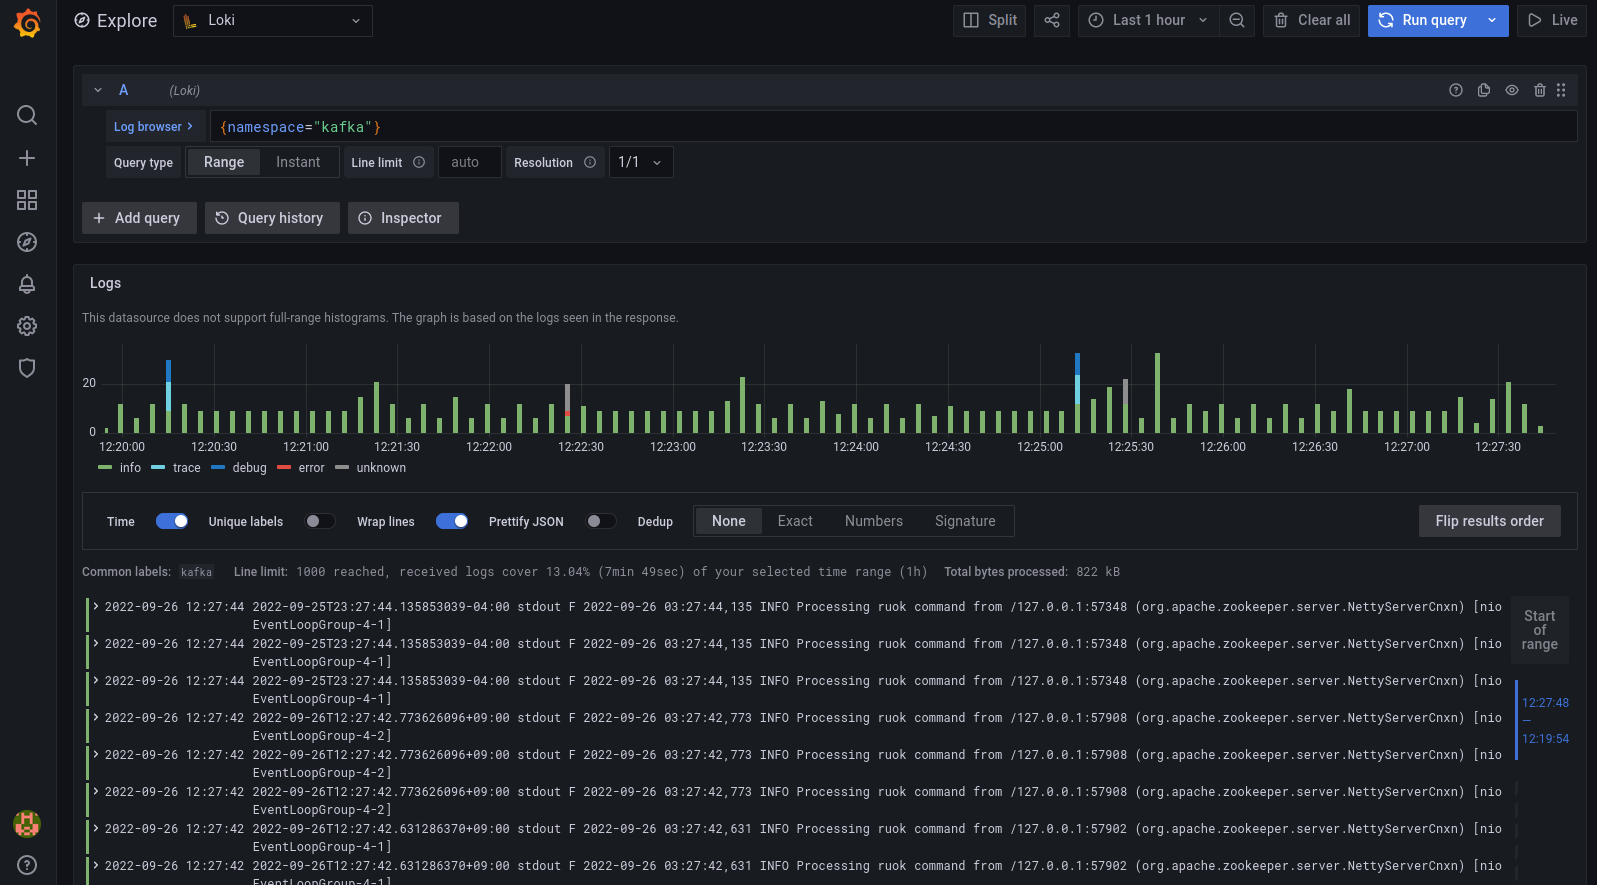 Explore Loki Split Last 1 hour Clear all Run query Live
A (Loki)
Log browser > {namespace="kafka"}
Query type Range Instant Line limit auto Resolution 1/1
+ Add query Query history Inspector
Logs
This datasource does not support full-range histograms. The graph is based on the logs seen in the response.
20
0
12:20:00 12:20:30 12:21:00 12:21:30 12:22:00 12:22:30 12:23:00 12:23:30 12:24:00 12:24:30 12:25:00 12:25:30 12:26:00 12:26:30 12:27:00 12:27:30
info trace debug error unknown
Time Unique labels Wrap lines Prettify JSON Dedup None Exact Numbers Signature Flip results order
Common labels: kafka Line limit: 1000 reached, received logs cover 13.04% (7min 49sec) of your selected time range (1h) Total bytes processed: 822 kB
> 2022-09-26 12:27:44 2022-09-25T23:27:44.135853039-04:00 stdout F 2022-09-26 03:27:44,135 INFO Processing ruok command from /127.0.0.1:57348 (org.apache.zookeeper.server.NettyServerCnxn) [nio
EventLoopGroup-4-1]
> 2022-09-26 12:27:44 2022-09-25T23:27:44.135853039-04:00 stdout F 2022-09-26 03:27:44,135 INFO Processing ruok command from /127.0.0.1:57348 (org.apache.zookeeper.server.NettyServerCnxn) [nio
EventLoopGroup-4-1]
> 2022-09-26 12:27:44 2022-09-25T23:27:44.135853039-04:00 stdout F 2022-09-26 03:27:44,135 INFO Processing ruok command from /127.0.0.1:57348 (org.apache.zookeeper.server.NettyServerCnxn) [nio
EventLoopGroup-4-1]
> 2022-09-26 12:27:42 2022-09-26T12:27:42.773626096+09:00 stdout F 2022-09-26 03:27:42,773 INFO Processing ruok command from /127.0.0.1:57908 (org.apache.zookeeper.server.NettyServerCnxn) [nio
EventLoopGroup-4-2]
> 2022-09-26 12:27:42 2022-09-26T12:27:42.773626096+09:00 stdout F 2022-09-26 03:27:42,773 INFO Processing ruok command from /127.0.0.1:57908 (org.apache.zookeeper.server.NettyServerCnxn) [nio
EventLoopGroup-4-2]
> 2022-09-26 12:27:42 2022-09-26T12:27:42.773626096+09:00 stdout F 2022-09-26 03:27:42,773 INFO Processing ruok command from /127.0.0.1:57908 (org.apache.zookeeper.server.NettyServerCnxn) [nio
EventLoopGroup-4-2]
> 2022-09-26 12:27:42 2022-09-26T12:27:42.631286370+09:00 stdout F 2022-09-26 03:27:42,631 INFO Processing ruok command from /127.0.0.1:57902 (org.apache.zookeeper.server.NettyServerCnxn) [nio
EventLoopGroup-4-1]
> 2022-09-26 12:27:42 2022-09-26T12:27:42.631286370+09:00 stdout F 2022-09-26 03:27:42,631 INFO Processing ruok command from /127.0.0.1:57902 (org.apache.zookeeper.server.NettyServerCnxn) [nio
EventLoopGroup-4-1]
Start
of
range
12:27:48
—
12:19:54